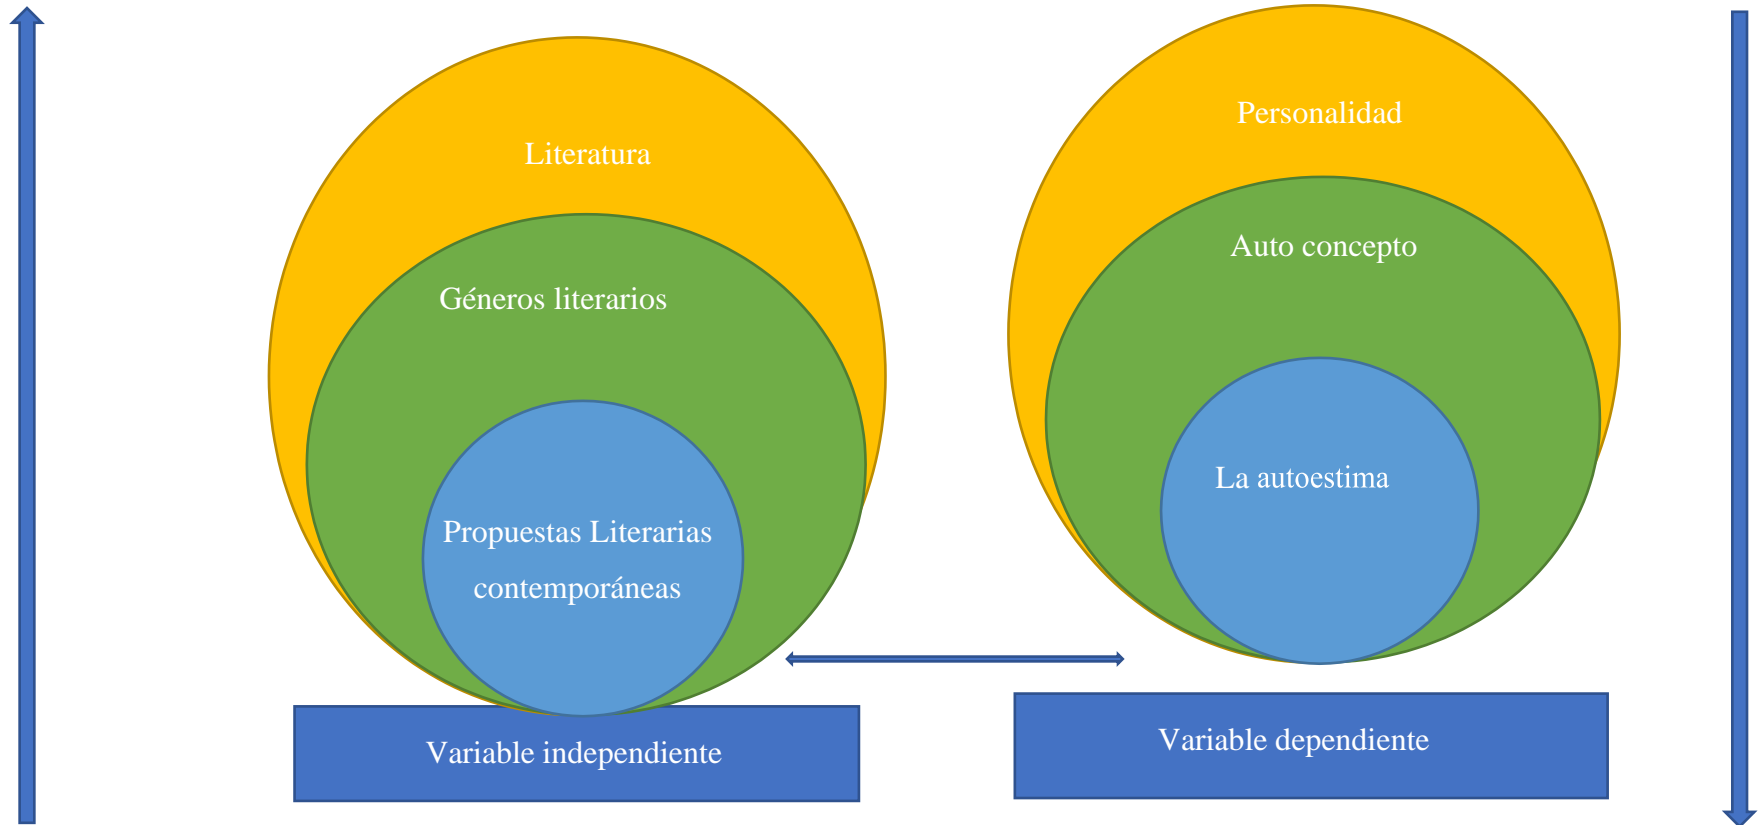 Literatura
Géneros literarios
Propuestas Literarias
contemporáneas
Variable independiente
Personalidad
Auto concepto
La autoestima
Variable dependiente